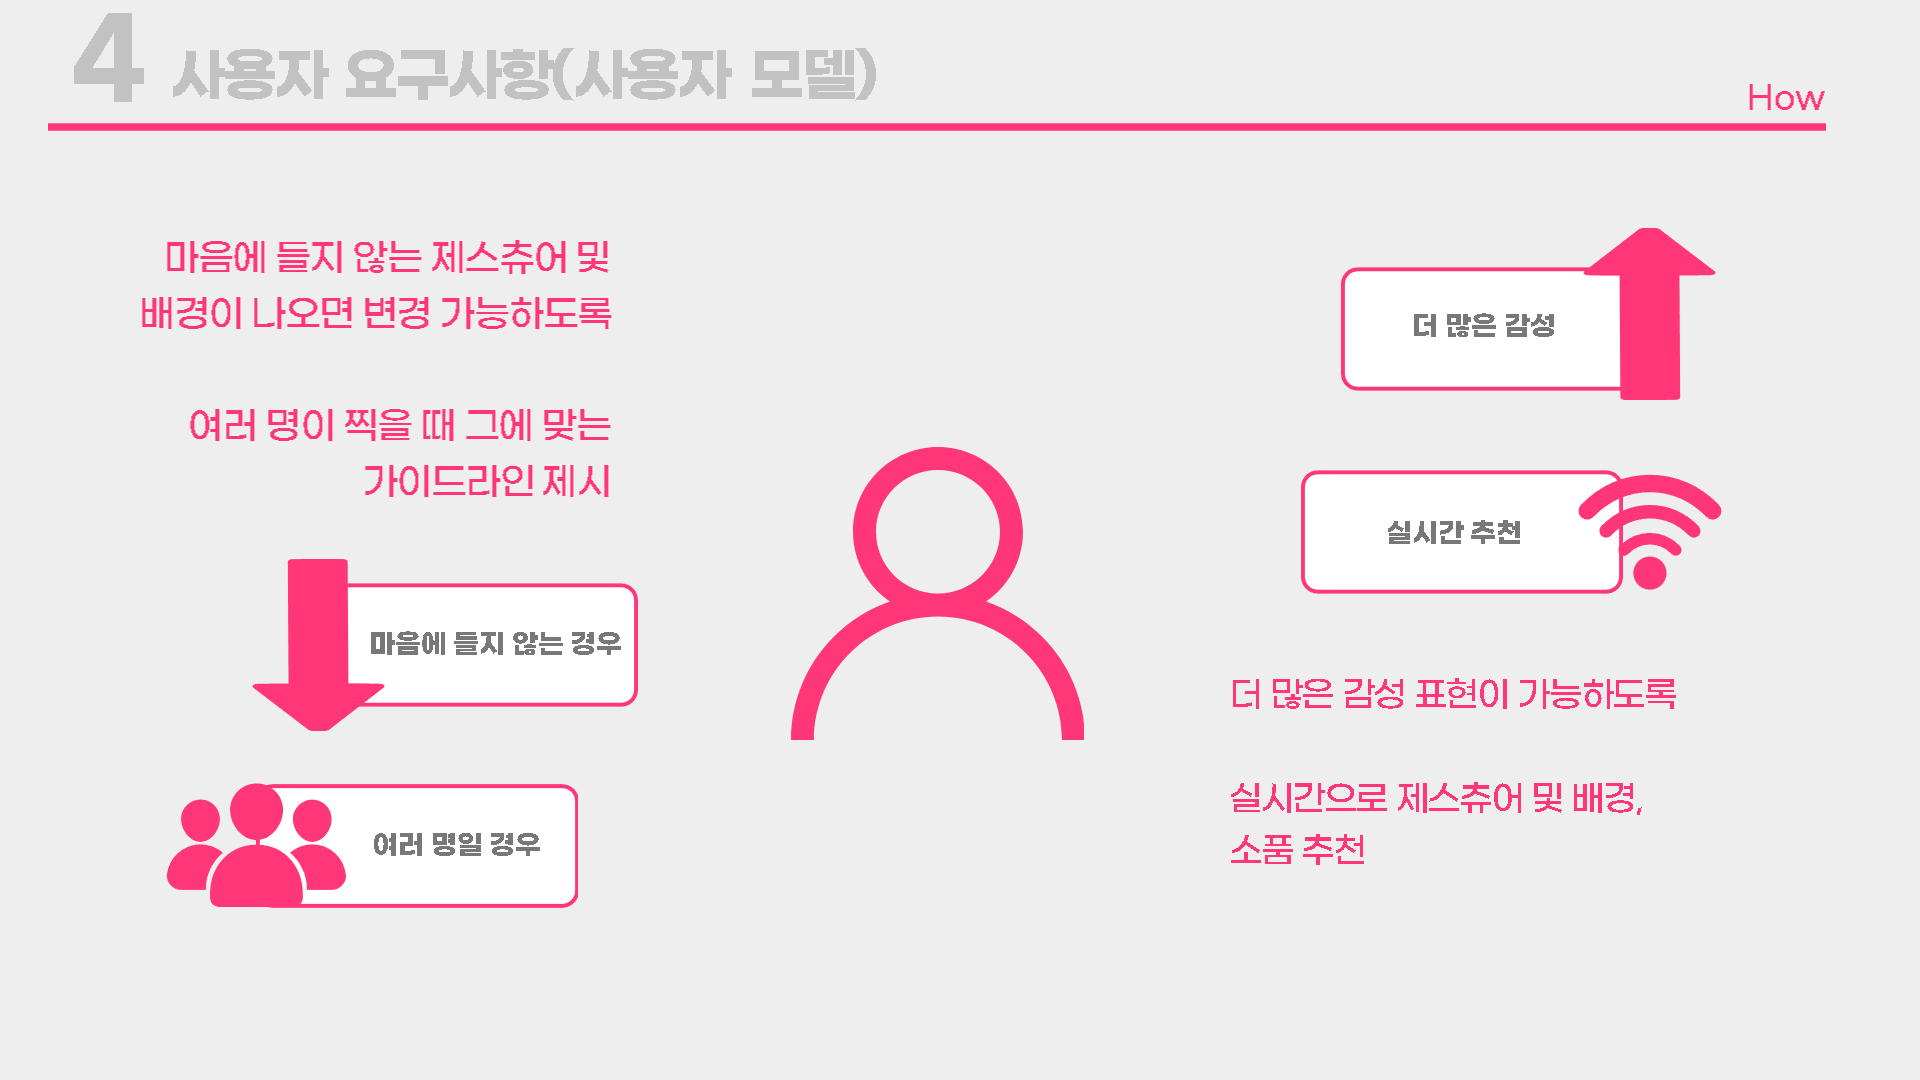 4 사용자 요구사항(사용자 모델)
How
마음에 들지 않는 제스츄어 및
배경이 나오면 변경 가능하도록
여러 명이 찍을 때 그에 맞는
가이드라인 제시
마음에 들지 않는 경우
여러 명일 경우
더 많은 감성
실시간 추천
더 많은 감성 표현이 가능하도록
실시간으로 제스츄어 및 배경,
소품 추천